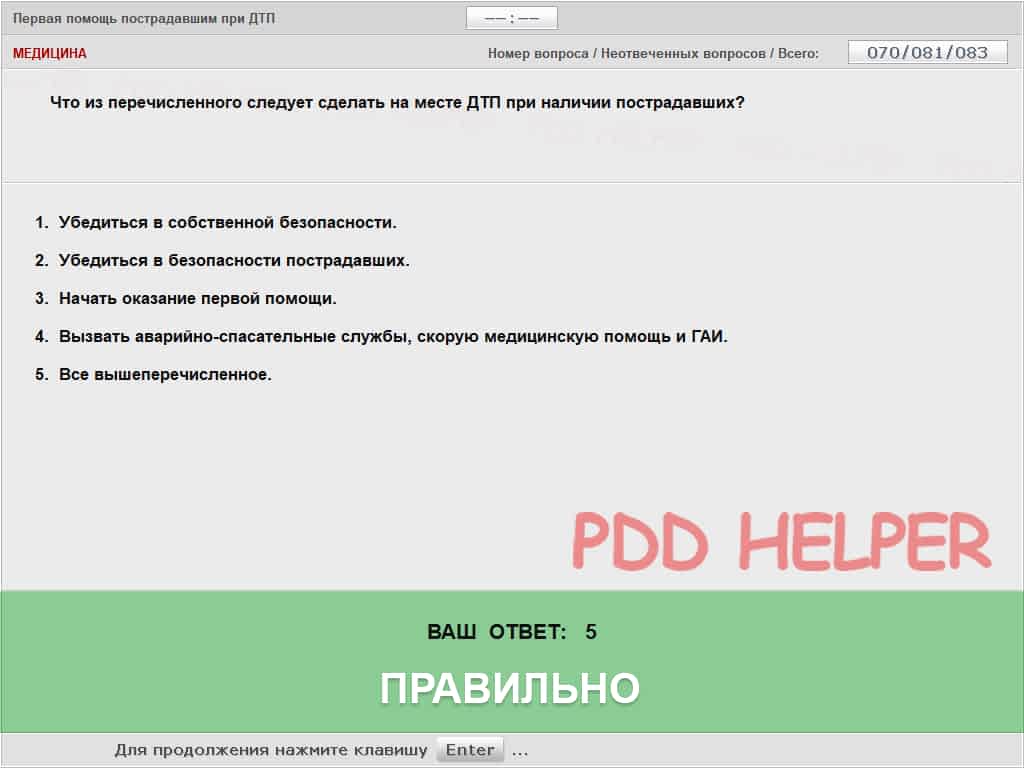 Первая помощь пострадавшим при ДТП
——:——
МЕДИЦИНА
Номер вопроса / Неотвеченных вопросов / Всего:
070/081/083
Что из перечисленного следует сделать на месте ДТП при наличии пострадавших?
1. Убедиться в собственной безопасности.
2. Убедиться в безопасности пострадавших.
3. Начать оказание первой помощи.
4. Вызвать аварийно-спасательные службы, скорую медицинскую помощь и ГАИ.
5. Все вышеперечисленное.
PDD HELPER
ВАШ ОТВЕТ: 5
ПРАВИЛЬНО
Для продолжения нажмите клавишу Enter ...